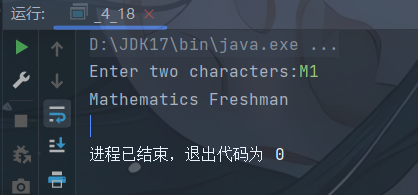 运行: _4_18
D:\JDK17\bin\java.exe ...
Enter two characters:M1
Mathematics Freshman
进程已结束，退出代码为 0